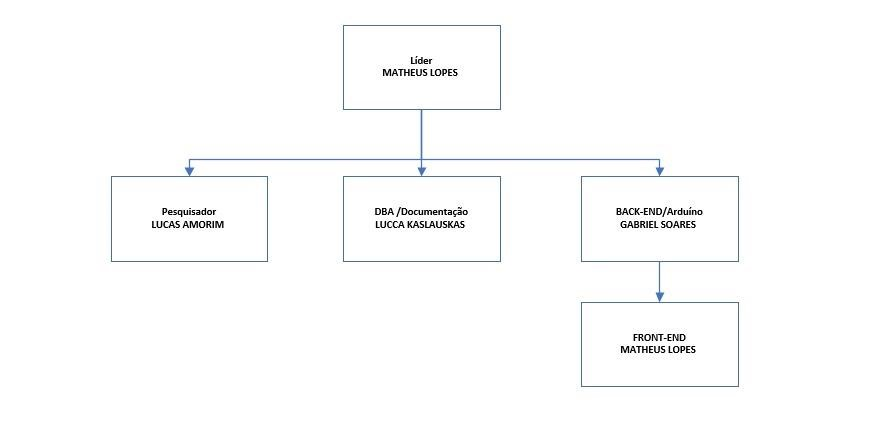 Líder
MATHEUS LOPES
Pesquisador
LUCAS AMORIM
DBA /Documentação
LUCCA KASLAUSKAS
BACK-END/Arduíno
GABRIEL SOARES
FRONT-END
MATHEUS LOPES